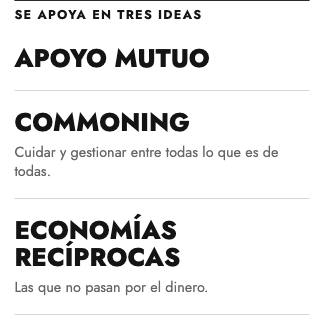 SE APOYA EN TRES IDEAS
APOYO MUTUO
COMMONING
Cuidar y gestionar entre todas lo que es de
todas.
ECONOMÍAS
RECÍPROCAS
Las que no pasan por el dinero.